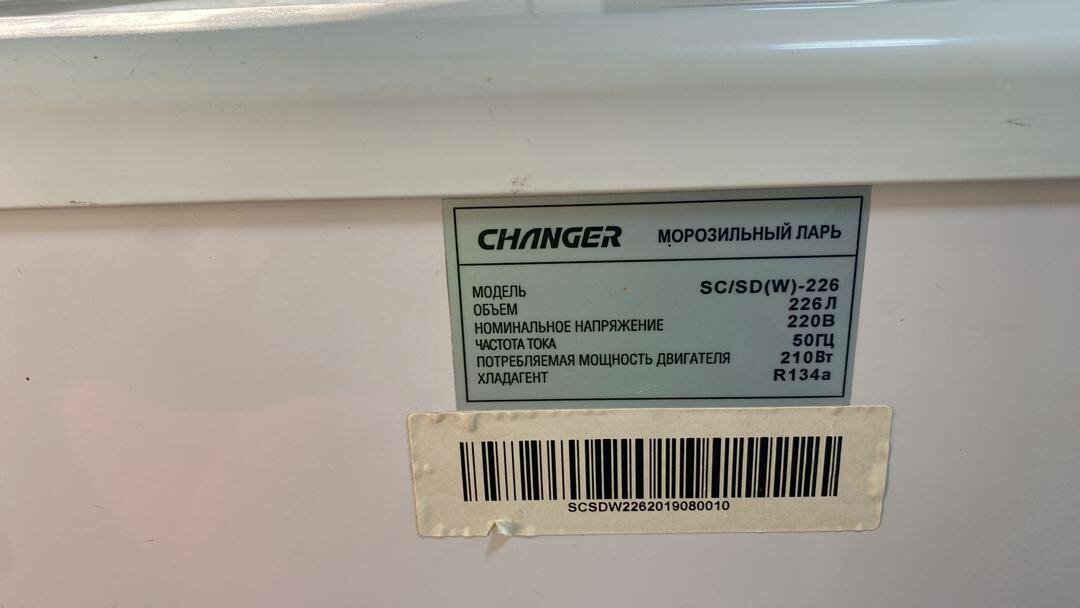 CHANGER МОРОЗИЛЬНЫЙ ЛАРЬ
МОДЕЛЬ SC/SD(W)-226
ОБЪЕМ 226Л
НОМИНАЛЬНОЕ НАПРЯЖЕНИЕ 220В
ЧАСТОТА ТОКА 50ГЦ
ПОТРЕБЛЯЕМАЯ МОЩНОСТЬ ДВИГАТЕЛЯ 210Вт
ХЛАДАГЕНТ R134a
SCSDW2262019080010